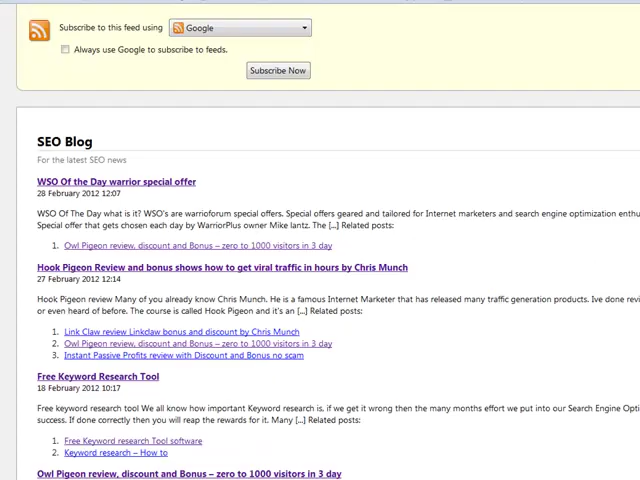 Subscribe to this feed using Google
Always use Google to subscribe to feeds.
Subscribe Now
SEO Blog
For the latest SEO news
WSO Of the Day warrior special offer
28 February 2012 12:07
WSO Of The Day what is it? WSO's are warrioforum special offers. Special offers geared and tailored for Internet marketers and search engine optimization
Special offer that gets chosen each day by WarriorPlus owner Mike lantz. The [...] Related posts:
1. Owl Pigeon review, discount and Bonus – zero to 1000 visitors in 3 day
Hook Pigeon Review and bonus shows how to get viral traffic in hours by Chris Munch
27 February 2012 12:14
Hook Pigeon review Many of you already know Chris Munch. He is a famous Internet Marketer that has released many traffic generation products. Ive done
or even heard of before. The course is called Hook Pigeon and it's an [...] Related posts:
1. Link Claw review Linkclaw bonus and discount by Chris Munch
2. Owl Pigeon review, discount and Bonus – zero to 1000 visitors in 3 day
3. Instant Passive Profits review with Discount and Bonus no scam
Free Keyword Research Tool
18 February 2012 10:17
Free keyword research tool We all know how important Keyword research is, if we get it wrong then the many months effort we put into our Search Engine
success. If done correctly then you will reap the rewards for it. Many [...] Related posts:
1. Free Keyword research Tool software
2. Keyword research – How to
Owl Pigeon review, discount and Bonus – zero to 1000 visitors in 3 day